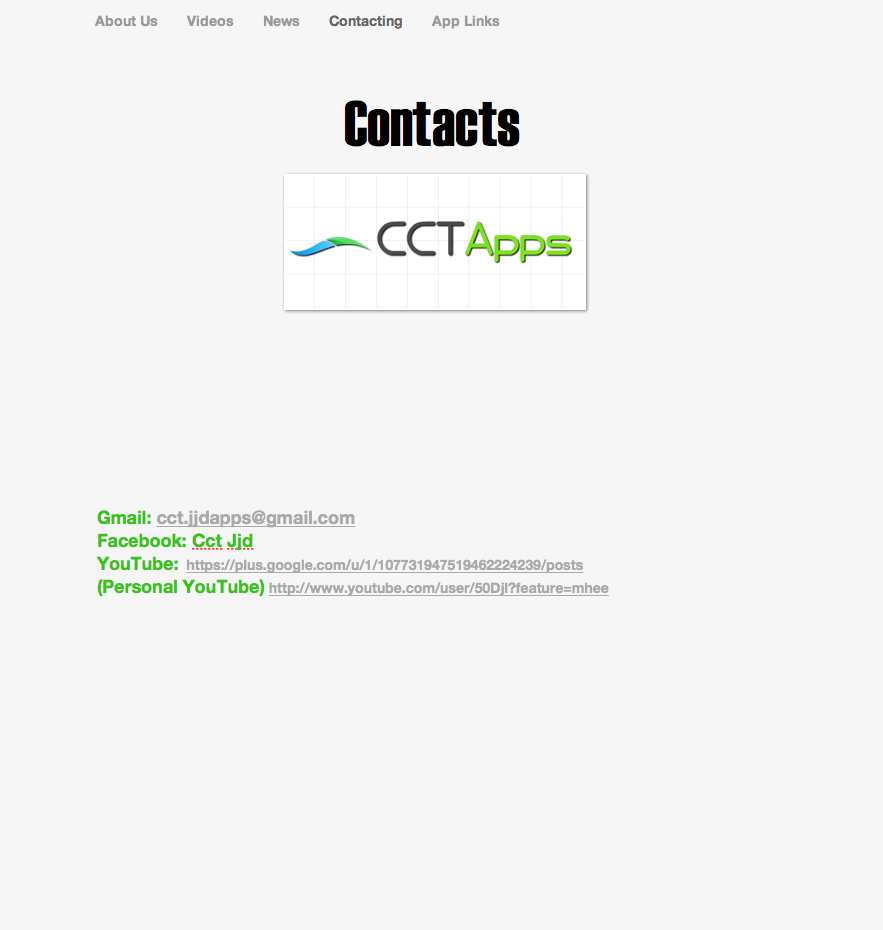 About Us Videos News Contacting App Links
Contacts
CCTApps
Gmail: cct.jjdapps@gmail.com
Facebook: Cct Jjd
YouTube: https://plus.google.com/u/1/107731947519462224239/posts
(Personal YouTube) http://www.youtube.com/user/50Djl?feature=mhee